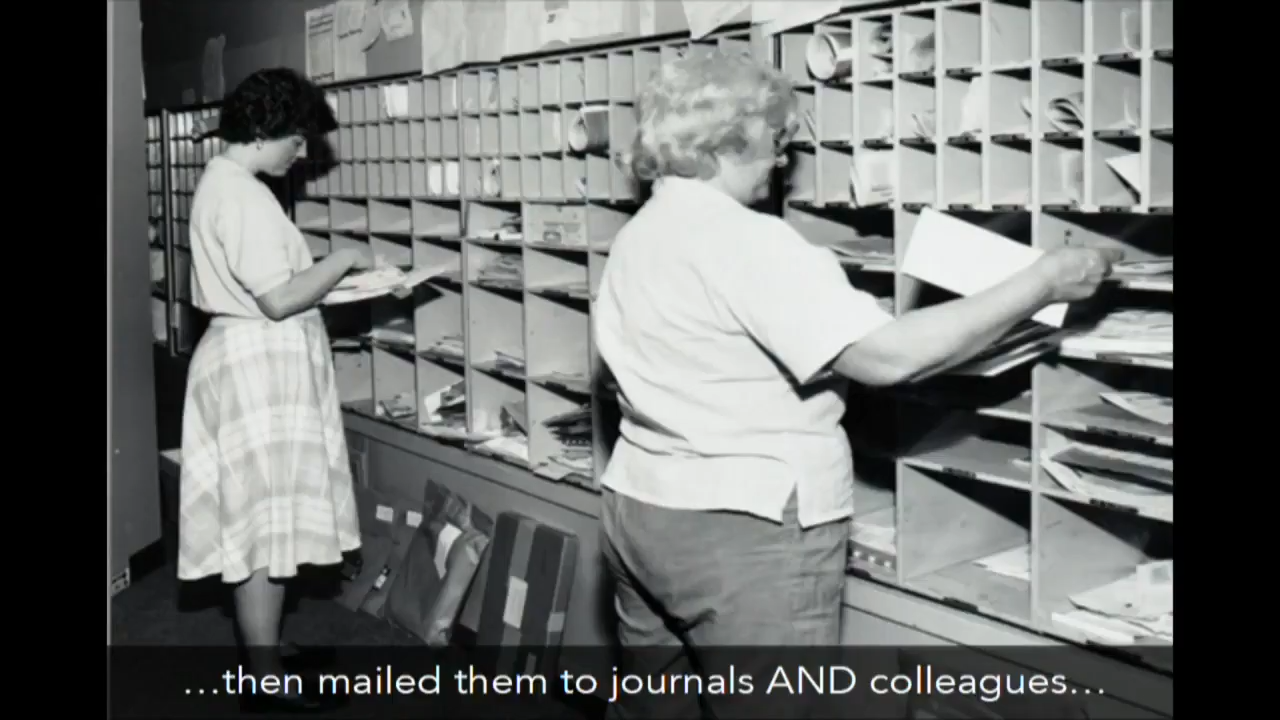 …then mailed them to journals AND colleagues…